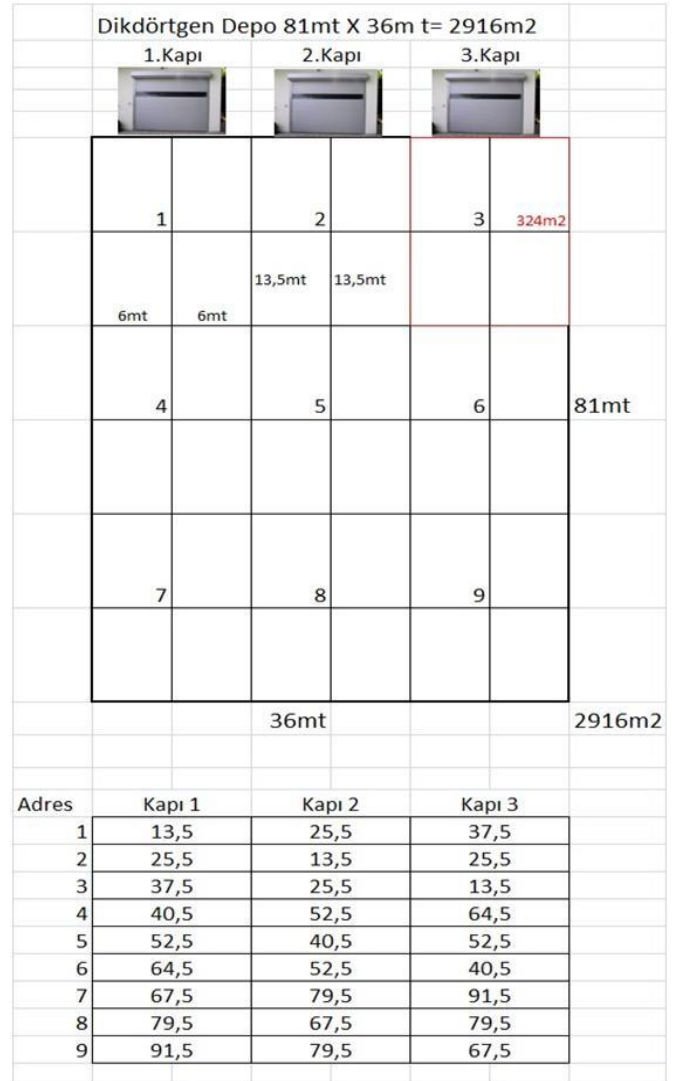 Dikdörtgen Depo 81mt X 36m t= 2916m2
1.Kapı 2.Kapı 3.Kapı
1 2 3 324m2
13,5mt 13,5mt
6mt 6mt
4 5 6 81mt
7 8 9
36mt 2916m2
Adres Kapı 1 Kapı 2 Kapı 3
1 13,5 25,5 37,5
2 25,5 13,5 25,5
3 37,5 25,5 13,5
4 40,5 52,5 64,5
5 52,5 40,5 52,5
6 64,5 52,5 40,5
7 67,5 79,5 91,5
8 79,5 67,5 79,5
9 91,5 79,5 67,5